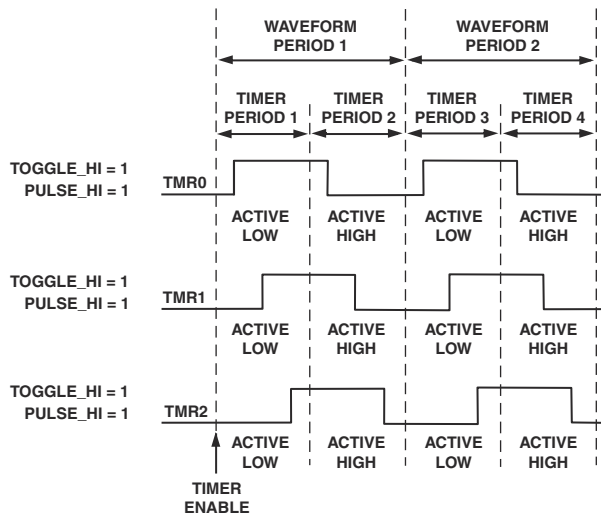 WAVEFORM PERIOD 1
WAVEFORM PERIOD 2
TIMER PERIOD 1
TIMER PERIOD 2
TIMER PERIOD 3
TIMER PERIOD 4
TOGGLE_HI = 1
PULSE_HI = 1
TMR0
ACTIVE LOW
ACTIVE HIGH
ACTIVE LOW
ACTIVE HIGH
TOGGLE_HI = 1
PULSE_HI = 1
TMR1
ACTIVE LOW
ACTIVE HIGH
ACTIVE LOW
ACTIVE HIGH
TOGGLE_HI = 1
PULSE_HI = 1
TMR2
ACTIVE LOW
ACTIVE HIGH
ACTIVE LOW
ACTIVE HIGH
TIMER ENABLE